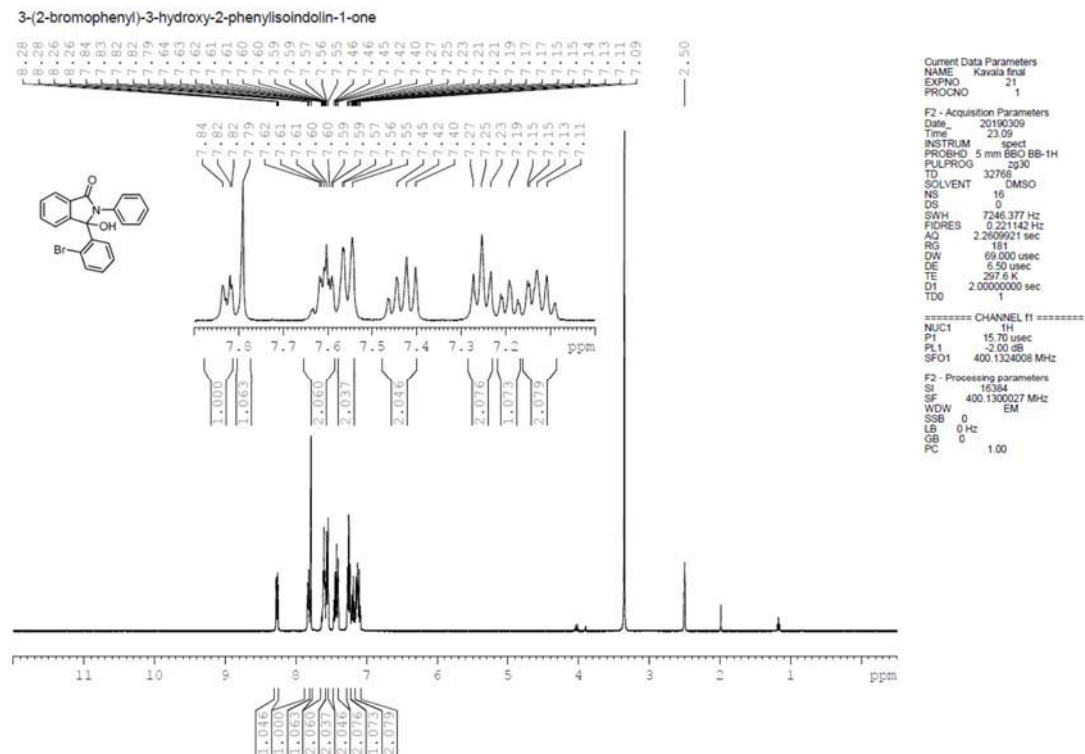 3-(2-bromophenyl)-3-hydroxy-2-phenylisoindolin-1-one
8.28 8.28 8.26 8.26 7.84 7.83 7.82 7.82 7.79 7.64 7.63 7.62 7.61 7.61 7.60 7.60 7.59 7.59 7.57 7.56 7.55 7.46 7.46 7.45 7.42 7.40 7.27 7.25 7.23 7.21 7.21 7.19 7.17 7.17 7.15 7.15 7.14 7.13 7.11 7.09
2.50
7.84 7.82 7.82 7.79 7.62 7.61 7.61 7.60 7.60 7.59 7.59 7.57 7.56 7.55 7.45 7.42 7.40 7.27 7.25 7.23 7.19 7.15 7.15 7.13 7.11
O
N
OH
Br
7.8 7.7 7.6 7.5 7.4 7.3 7.2 ppm
1.000 1.063 2.060 2.037 2.046 2.076 1.073 2.079
11 10 9 8 7 6 5 4 3 2 1 ppm
1.046 1.000 1.063 2.060 2.037 2.046 2.076 1.073 2.079
Current Data Parameters
NAME Kavala final
EXPNO 21
PROCNO 1
F2 - Acquisition Parameters
Date_ 20190309
Time 23.09
INSTRUM spect
PROBHD 5 mm BBO BB-1H
PULPROG zg30
TD 32768
SOLVENT DMSO
NS 16
DS 0
SWH 7246.377 Hz
FIDRES 0.221142 Hz
AQ 2.2609921 sec
RG 181
DW 69.000 usec
DE 6.50 usec
TE 297.6 K
D1 2.00000000 sec
TD0 1
======== CHANNEL f1 ========
NUC1 1H
P1 15.70 usec
PL1 -2.00 dB
SFO1 400.1324008 MHz
F2 - Processing parameters
SI 16384
SF 400.1300027 MHz
WDW EM
SSB 0
LB 0 Hz
GB 0
PC 1.00